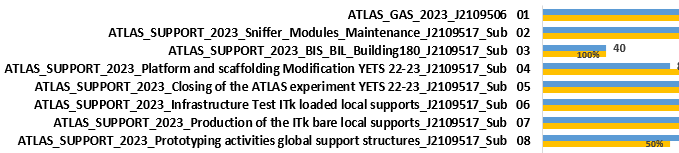 ATLAS_GAS_2023_J2109506 01
ATLAS_SUPPORT_2023_Sniffer_Modules_Maintenance_J2109517_Sub 02
ATLAS_SUPPORT_2023_BIS_BIL_Building180_J2109517_Sub 03 100% 40
ATLAS_SUPPORT_2023_Platform and scaffolding Modification YETS 22-23_J2109517_Sub 04
ATLAS_SUPPORT_2023_Closing of the ATLAS experiment YETS 22-23_J2109517_Sub 05
ATLAS_SUPPORT_2023_Infrastructure Test ITk loaded local supports_J2109517_Sub 06
ATLAS_SUPPORT_2023_Production of the ITk bare local supports_J2109517_Sub 07
ATLAS_SUPPORT_2023_Prototyping activities global support structures_J2109517_Sub 08 50%